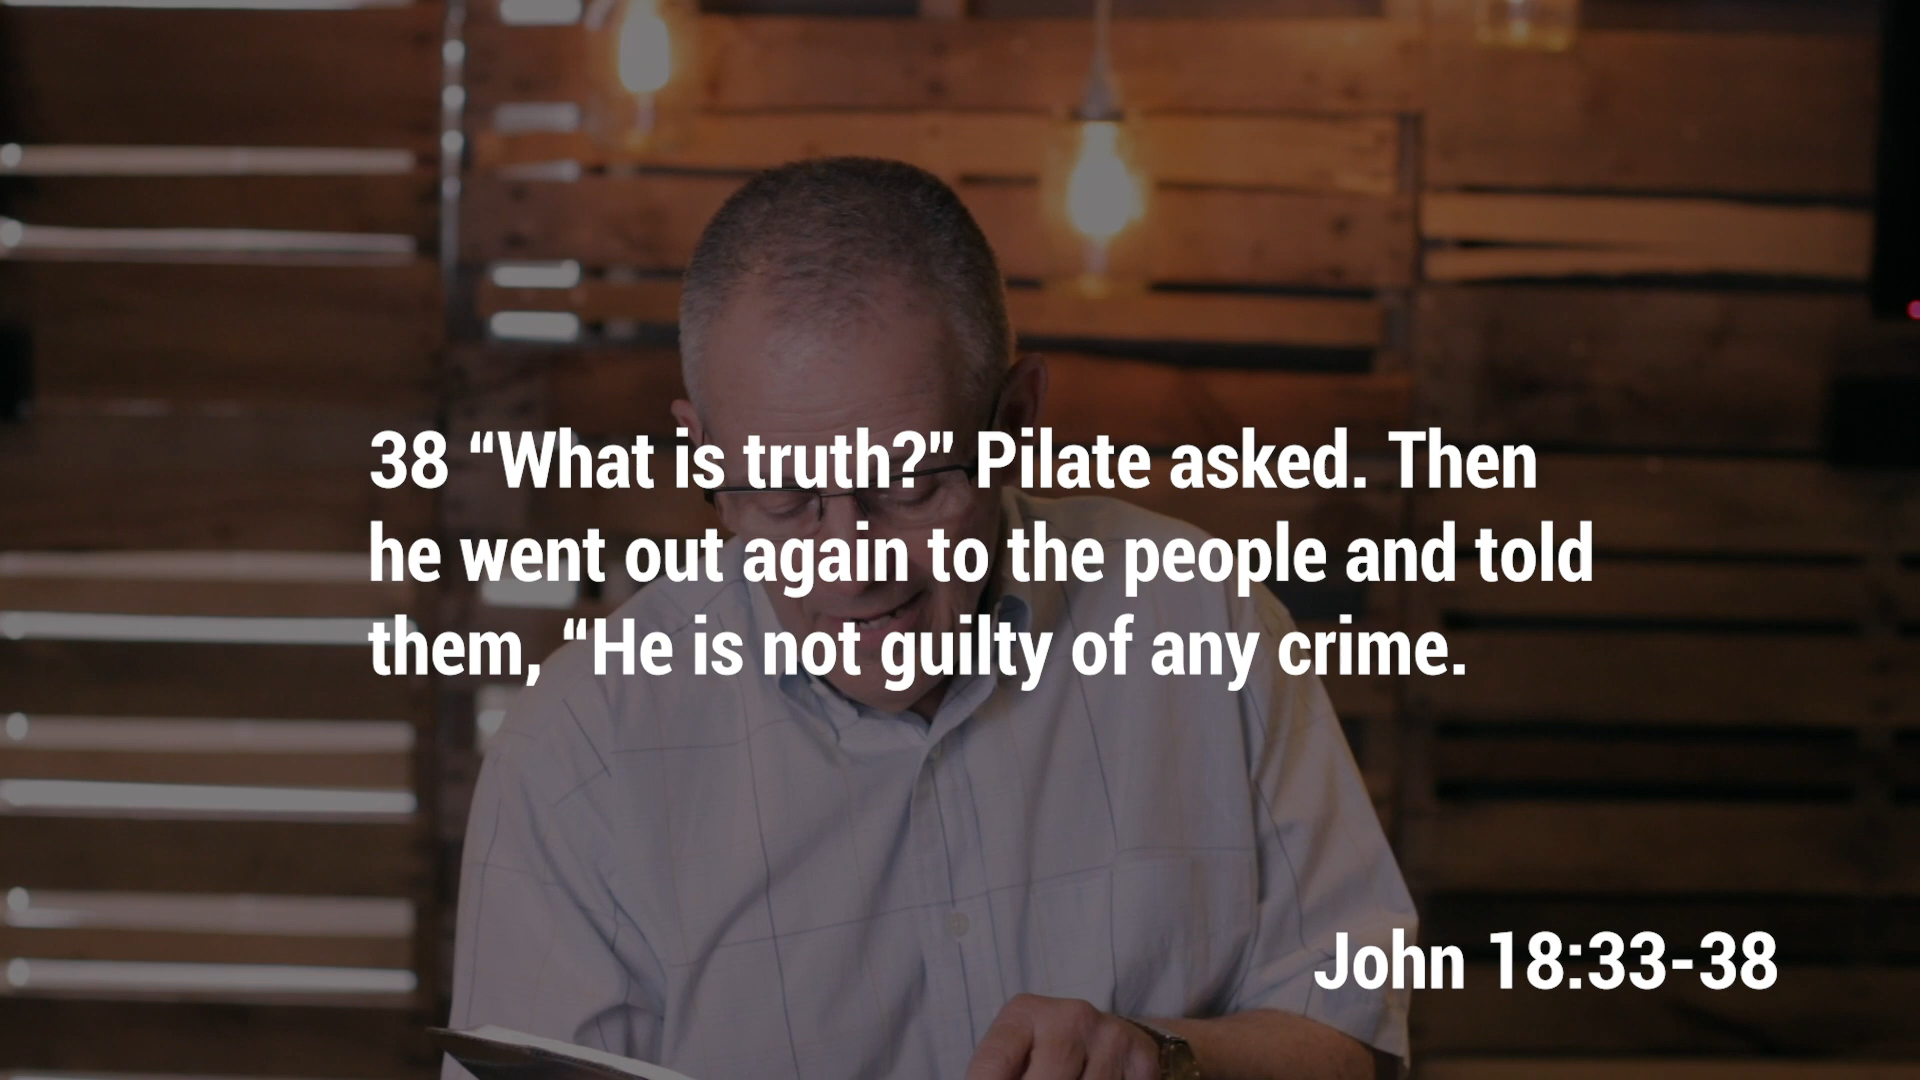 38 “What is truth?” Pilate asked. Then
he went out again to the people and told
them, “He is not guilty of any crime.
John 18:33-38